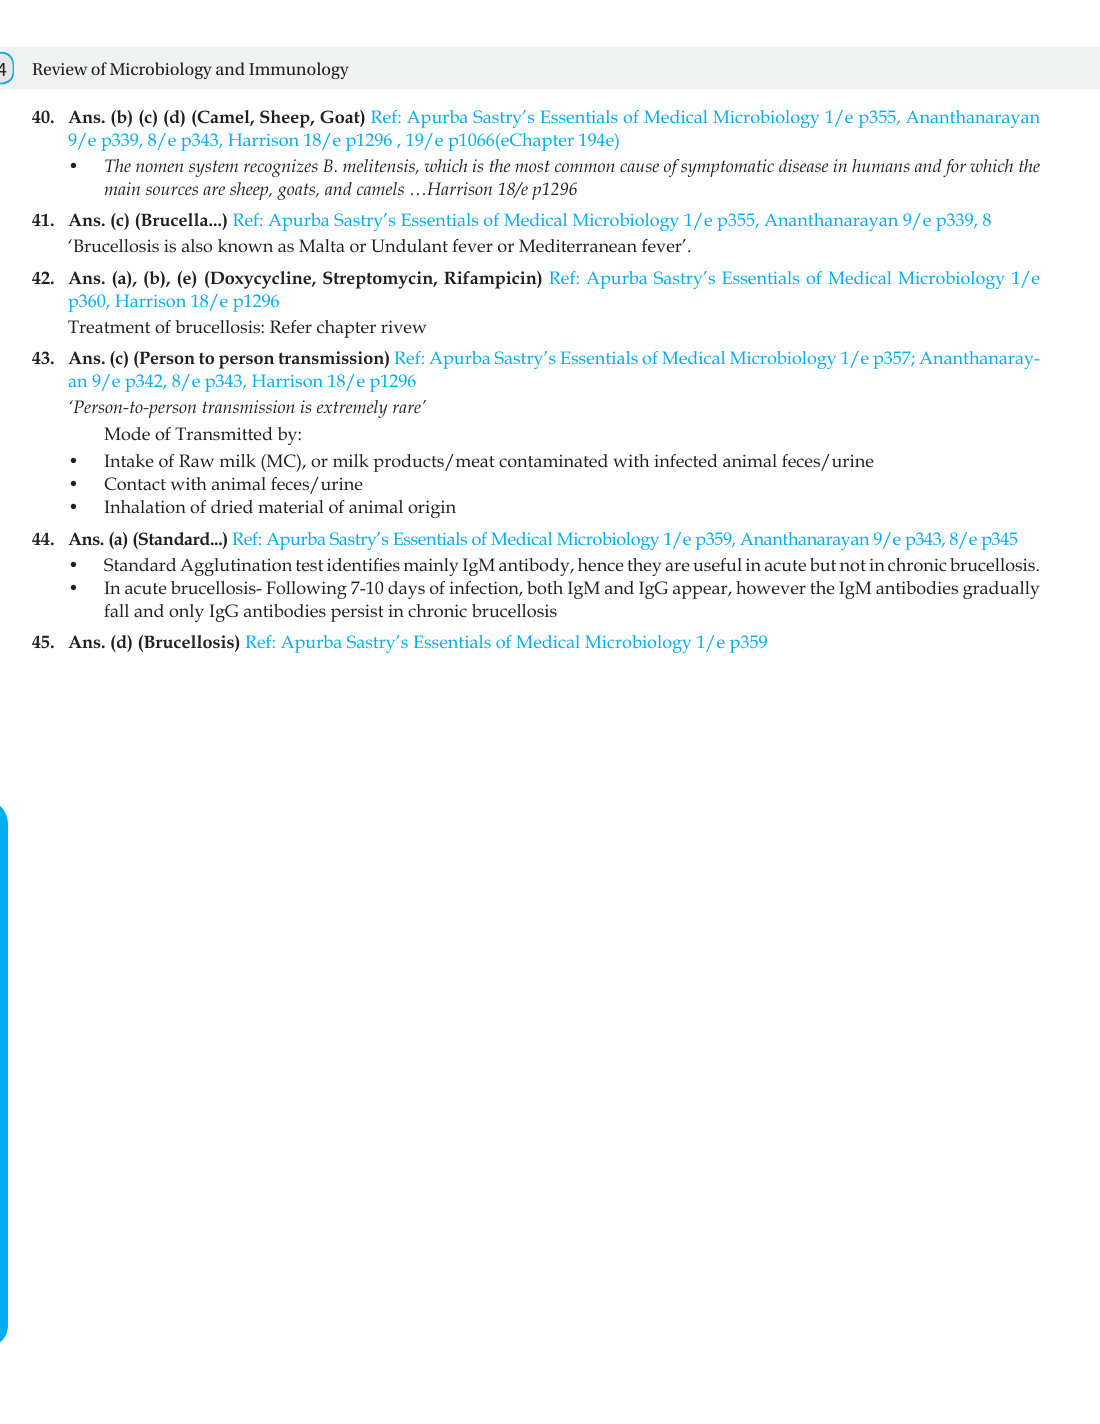 4 Review of Microbiology and Immunology
40. Ans. (b) (c) (d) (Camel, Sheep, Goat) Ref: Apurba Sastry’s Essentials of Medical Microbiology 1/e p355, Ananthanarayan
9/e p339, 8/e p343, Harrison 18/e p1296 , 19/e p1066(eChapter 194e)
• The nomen system recognizes B. melitensis, which is the most common cause of symptomatic disease in humans and for which the
main sources are sheep, goats, and camels …Harrison 18/e p1296
41. Ans. (c) (Brucella...) Ref: Apurba Sastry’s Essentials of Medical Microbiology 1/e p355, Ananthanarayan 9/e p339, 8
‘Brucellosis is also known as Malta or Undulant fever or Mediterranean fever’.
42. Ans. (a), (b), (e) (Doxycycline, Streptomycin, Rifampicin) Ref: Apurba Sastry’s Essentials of Medical Microbiology 1/e
p360, Harrison 18/e p1296
Treatment of brucellosis: Refer chapter rivew
43. Ans. (c) (Person to person transmission) Ref: Apurba Sastry’s Essentials of Medical Microbiology 1/e p357; Ananthanaray-
an 9/e p342, 8/e p343, Harrison 18/e p1296
‘Person-to-person transmission is extremely rare’
Mode of Transmitted by:
• Intake of Raw milk (MC), or milk products/meat contaminated with infected animal feces/urine
• Contact with animal feces/urine
• Inhalation of dried material of animal origin
44. Ans. (a) (Standard...) Ref: Apurba Sastry’s Essentials of Medical Microbiology 1/e p359, Ananthanarayan 9/e p343, 8/e p345
• Standard Agglutination test identifies mainly IgM antibody, hence they are useful in acute but not in chronic brucellosis.
• In acute brucellosis- Following 7-10 days of infection, both IgM and IgG appear, however the IgM antibodies gradually
fall and only IgG antibodies persist in chronic brucellosis
45. Ans. (d) (Brucellosis) Ref: Apurba Sastry’s Essentials of Medical Microbiology 1/e p359